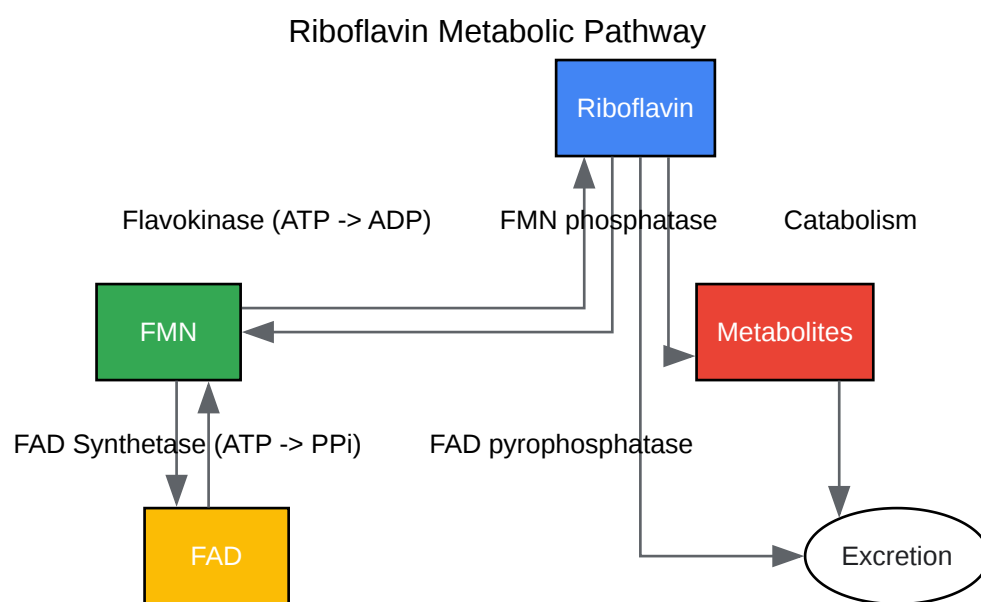 Riboflavin Metabolic Pathway
Riboflavin
Flavokinase (ATP -> ADP)
FMN phosphatase
Catabolism
FMN
Metabolites
FAD Synthetase (ATP -> PPi)
FAD pyrophosphatase
FAD
Excretion